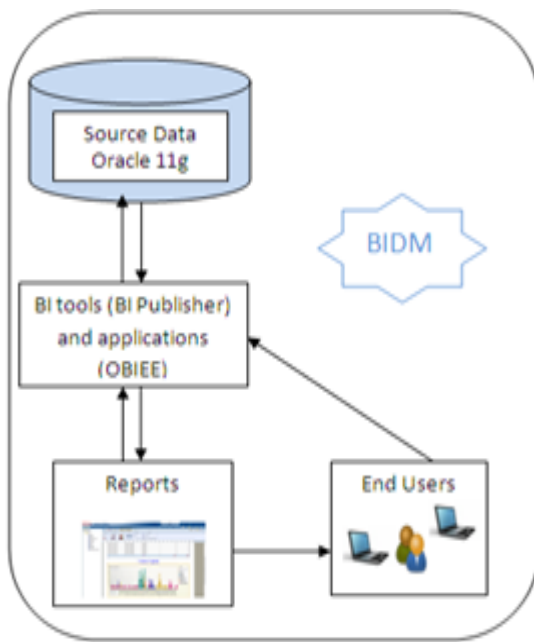 Source Data
Oracle 11g
BIDM
BI tools (BI Publisher)
and applications
(OBIEE)
Reports
End Users